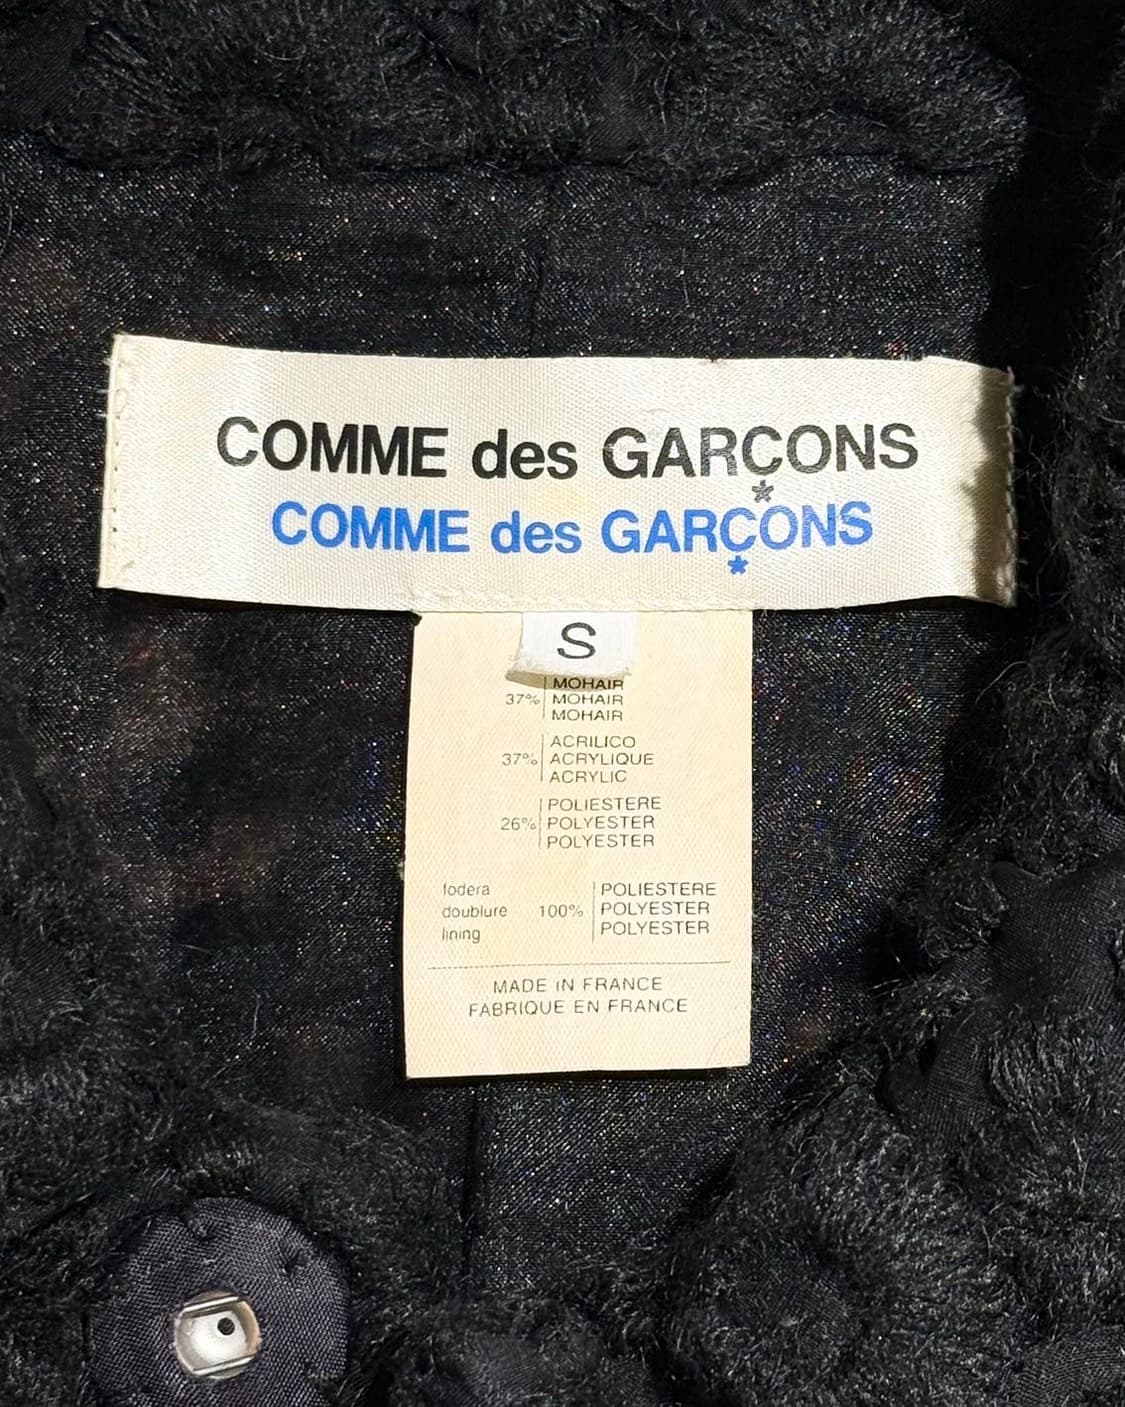 COMME des GARÇONS
COMME des GARÇONS
S
MOHAIR
37% MOHAIR
MOHAIR
ACRILICO
37% ACRYLIQUE
ACRYLIC
POLIESTERE
26% POLYESTER
POLYESTER
fodera POLIESTERE
doublure 100% POLYESTER
lining POLYESTER
MADE IN FRANCE
FABRIQUE EN FRANCE